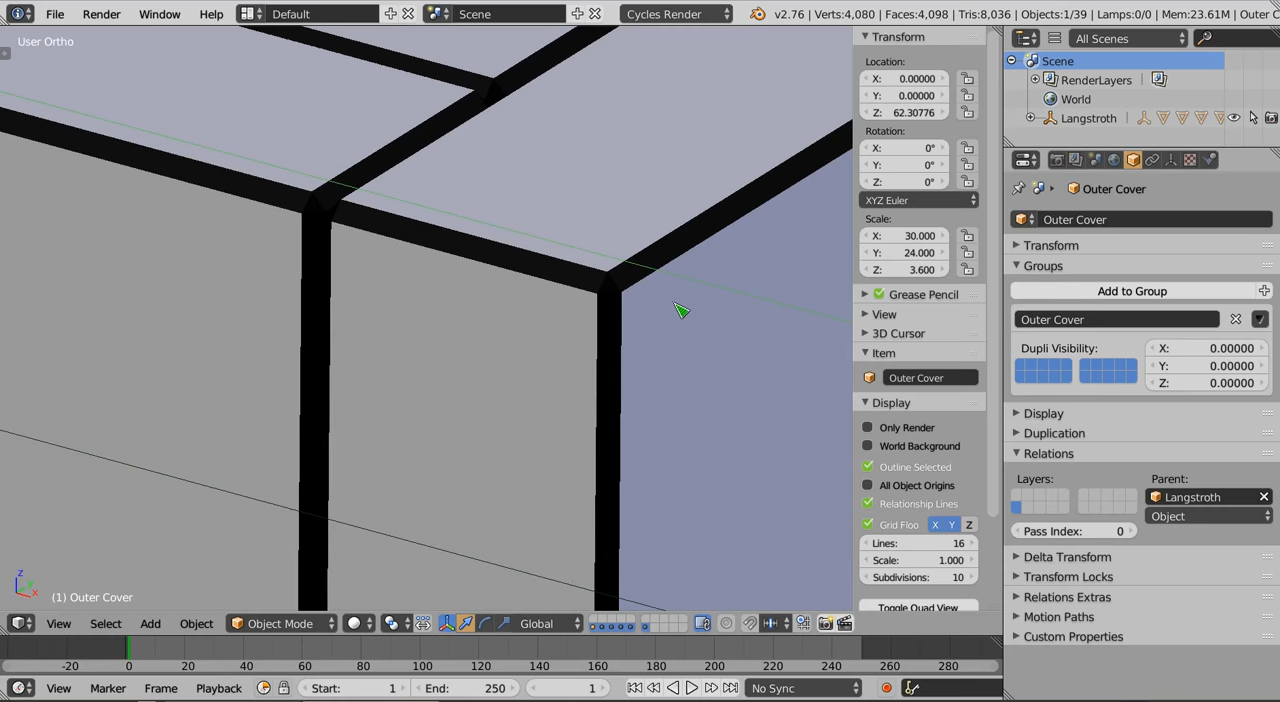 File Render Window Help Default Scene Cycles Render v2.76 | Verts:4,080 | Faces:4,098 | Tris:8,036 | Objects:1/39 | Lamps:0/0 | Mem:23.61M | Outer C
User Ortho
Transform
Location:
X: 0.00000
Y: 0.00000
Z: 62.30776
Rotation:
X: 0°
Y: 0°
Z: 0°
XYZ Euler
Scale:
X: 30.000
Y: 24.000
Z: 3.600
Grease Pencil
View
3D Cursor
Item
Outer Cover
Display
Only Render
World Background
Outline Selected
All Object Origins
Relationship Lines
Grid Floo X Y Z
Lines: 16
Scale: 1.000
Subdivisions: 10
Toggle Quad View
View All Scenes
Scene
RenderLayers
World
Langstroth
Outer Cover
Outer Cover
Transform
Groups
Add to Group
Outer Cover
Dupli Visibility:
X: 0.00000
Y: 0.00000
Z: 0.00000
Display
Duplication
Relations
Layers: Parent:
Langstroth
Object
Pass Index: 0
Delta Transform
Transform Locks
Relations Extras
Motion Paths
Custom Properties
z
y
x
(1) Outer Cover
View Select Add Object Object Mode Global
-20 0 20 40 60 80 100 120 140 160 180 200 220 240 260 280
View Marker Frame Playback Start: 1 End: 250 1 No Sync